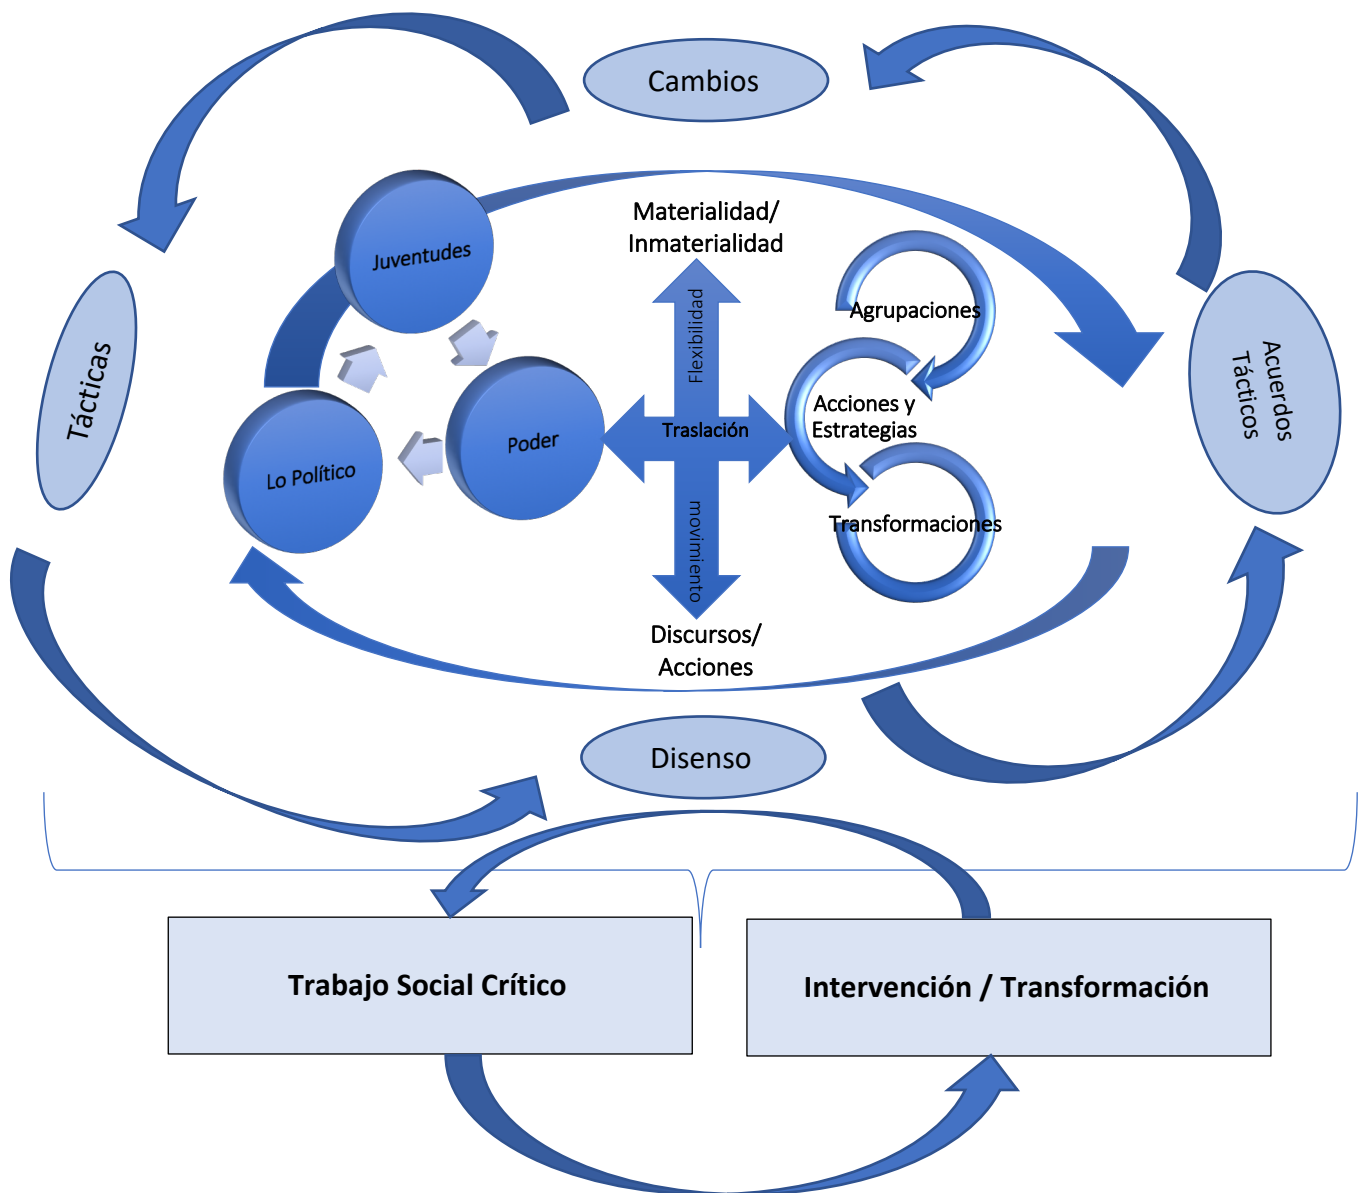 Cambios
Materialidad/
Inmaterialidad
Juventudes
Flexibilidad
Agrupaciones
Tácticas
Acuerdos
Tácticos
Acciones y
Estrategias
Traslación
Poder
Lo Político
movimiento
Transformaciones
Discursos/
Acciones
Disenso
Trabajo Social Crítico
Intervención / Transformación